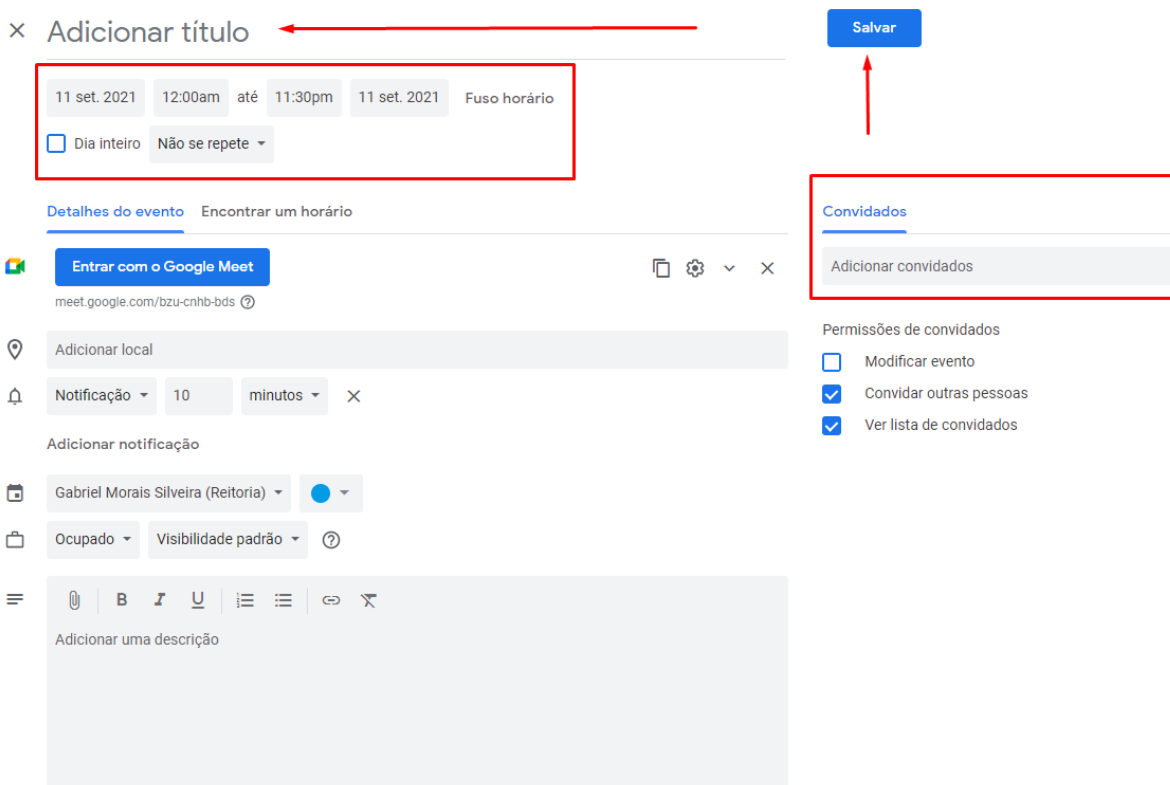 Adicionar título
Salvar
11 set. 2021 12:00am até 11:30pm 11 set. 2021 Fuso horário
Dia inteiro Não se repete
Detalhes do evento Encontrar um horário
Convidados
Entrar com o Google Meet
Adicionar convidados
meet.google.com/bzu-cnhb-bds
Permissões de convidados
Adicionar local
Modificar evento
Notificação 10 minutos
Convidar outras pessoas
Ver lista de convidados
Adicionar notificação
Gabriel Morais Silveira (Reitoria)
Ocupado Visibilidade padrão
B I U
Adicionar uma descrição